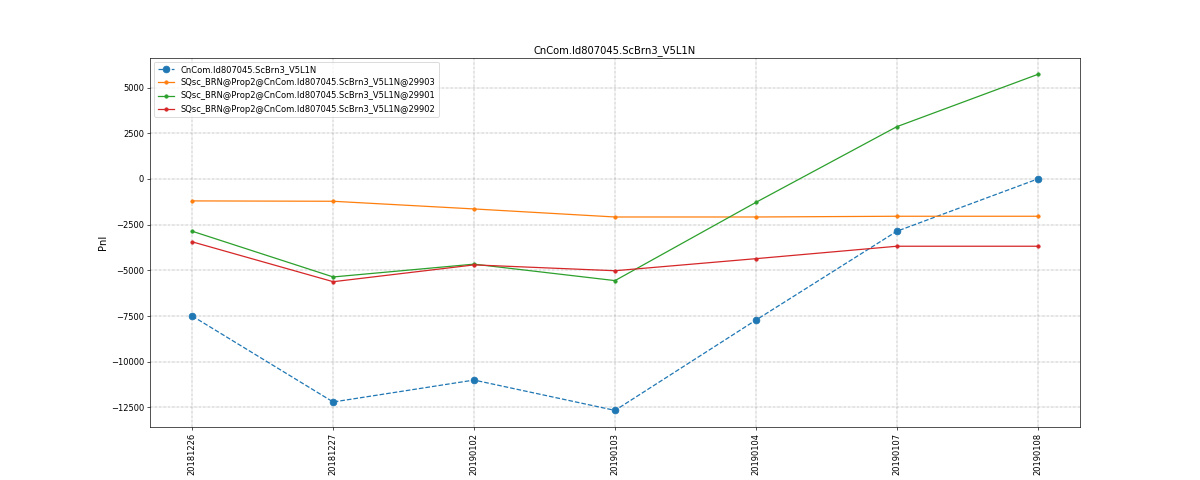 CnCom.Id807045.ScBrn3_V5L1N
CnCom.Id807045.ScBrn3_V5L1N
SQsc_BRN@Prop2@CnCom.Id807045.ScBrn3_V5L1N@29903
SQsc_BRN@Prop2@CnCom.Id807045.ScBrn3_V5L1N@29901
SQsc_BRN@Prop2@CnCom.Id807045.ScBrn3_V5L1N@29902
5000
2500
0
−2500
−5000
−7500
−10000
−12500
Pnl
20181226
20181227
20190102
20190103
20190104
20190107
20190108